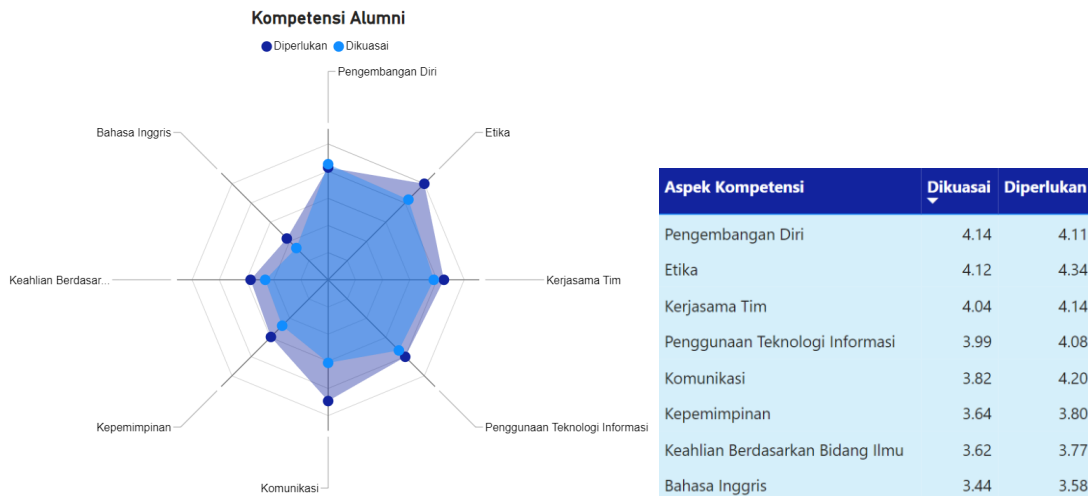 Kompetensi Alumni
Diperlukan Dikuasai
Pengembangan Diri
Bahasa Inggris
Etika
Keahlian Berdasar...
Kerjasama Tim
Kepemimpinan
Penggunaan Teknologi Informasi
Komunikasi
Aspek Kompetensi Dikuasai Diperlukan
Pengembangan Diri 4.14 4.11
Etika 4.12 4.34
Kerjasama Tim 4.04 4.14
Penggunaan Teknologi Informasi 3.99 4.08
Komunikasi 3.82 4.20
Kepemimpinan 3.64 3.80
Keahlian Berdasarkan Bidang Ilmu 3.62 3.77
Bahasa Inggris 3.44 3.58